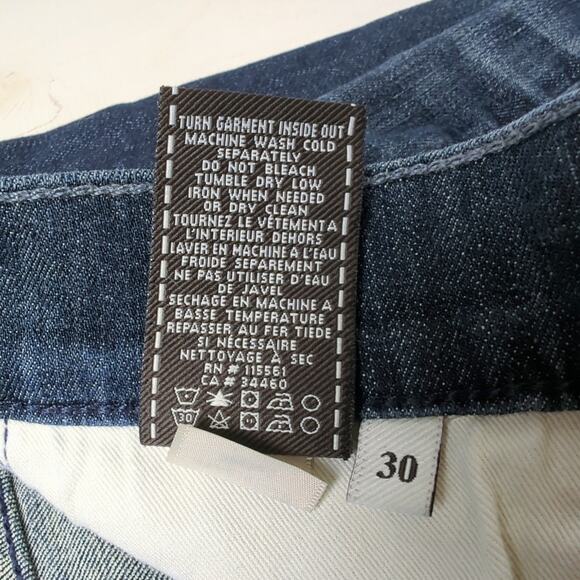 TURN GARMENT INSIDE OUT
MACHINE WASH COLD
SEPARATELY
DO NOT BLEACH
TUMBLE DRY LOW
IRON WHEN NEEDED
OR DRY CLEAN
TOURNEZ LE VÉTEMENT A
L'INTERIEUR DEHORS
LAVER EN MACHINE A L'EAU
FROIDE SEPAREMENT
NE PAS UTILISER D'EAU
DE JAVEL
SECHAGE EN MACHINE A
BASSE TEMPERATURE
REPASSER AU FER TIEDE
SI NÉCESSAIRE
NETTOYAGE A SEC
RN # 115561
CA # 34460
30
30